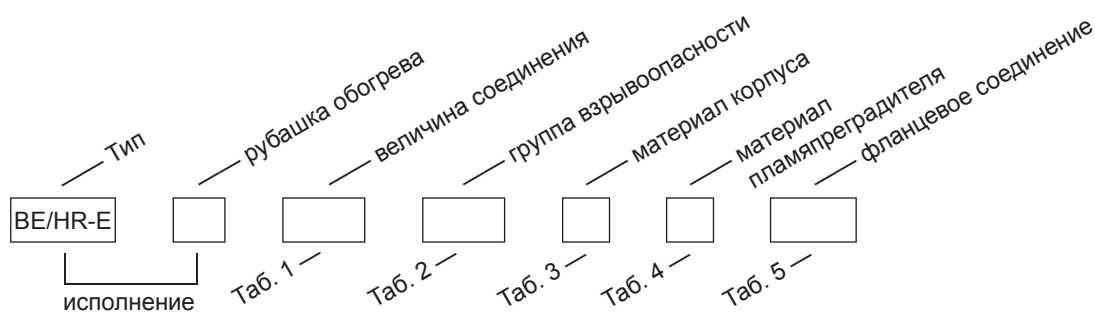 Тип
рубашка обогрева
величина соединения
группа взрывоопасности
материал корпуса
материал
пламяпреградителя
фланцевое соединение
BE/HR-E
исполнение
Таб. 1
Таб. 2
Таб. 3
Таб. 4
Таб. 5